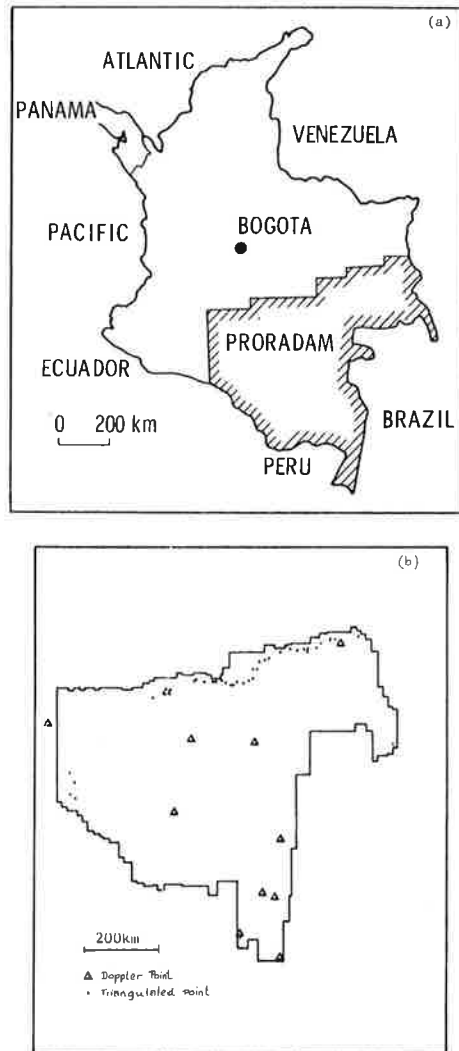 (a)
ATLANTIC
PANAMA
VENEZUELA
PACIFIC
BOGOTA
PRORADAM
ECUADOR
0 200 km
BRAZIL
PERU
(b)
200km
Doppler Point
Triangulated Point